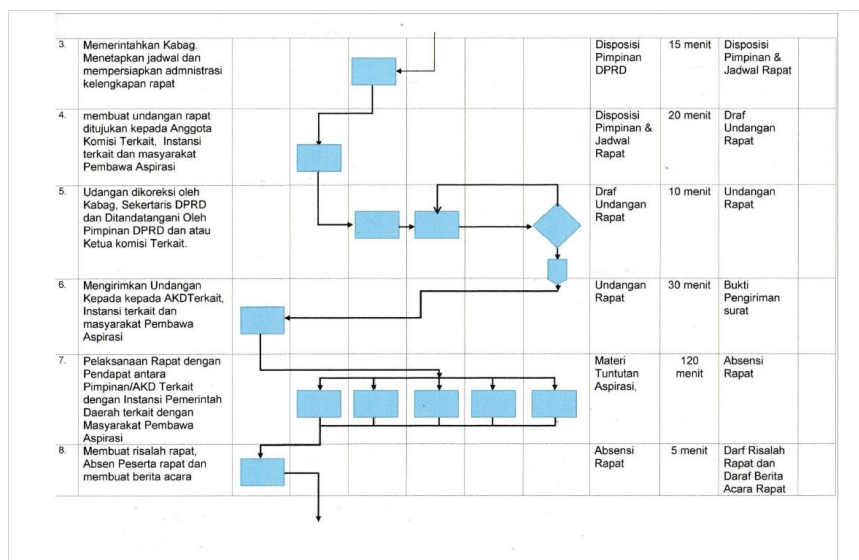 3. Memerintahkan Kabag.
Menetapkan jadwal dan
mempersiapkan admnistrasi
kelengkapan rapat
Disposisi
Pimpinan
DPRD
15 menit
Disposisi
Pimpinan &
Jadwal Rapat
4. membuat undangan rapat
ditujukan kepada Anggota
Komisi Terkait, Instansi
terkait dan masyarakat
Pembawa Aspirasi
Disposisi
Pimpinan &
Jadwal
Rapat
20 menit
Draf
Undangan
Rapat
5. Udangan dikoreksi oleh
Kabag, Sekertaris DPRD
dan Ditandatangani Oleh
Pimpinan DPRD dan atau
Ketua komisi Terkait.
Draf
Undangan
Rapat
10 menit
Undangan
Rapat
6. Mengirimkan Undangan
Kepada kepada AKDTerkait,
Instansi terkait dan
masyarakat Pembawa
Aspirasi
Undangan
Rapat
30 menit
Bukti
Pengiriman
surat
7. Pelaksanaan Rapat dengan
Pendapat antara
Pimpinan/AKD Terkait
dengan Instansi Pemerintah
Daerah terkait dengan
Masyarakat Pembawa
Aspirasi
Materi
Tuntutan
Aspirasi,
120
menit
Absensi
Rapat
8. Membuat risalah rapat,
Absen Peserta rapat dan
membuat berita acara
Absensi
Rapat
5 menit
Darf Risalah
Rapat dan
Daraf Berita
Acara Rapat